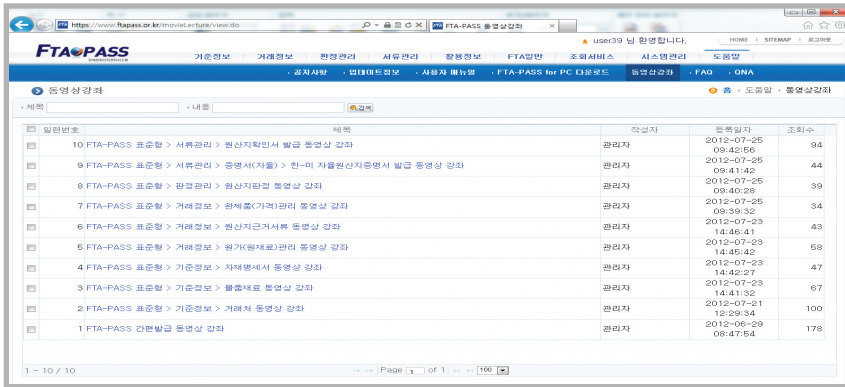 https://www.ftapass.or.kr/movieLecture/view.do
FTA-PASS 동영상강좌
user39 님 환영합니다.
HOME SITEMAP 로그아웃
FTA PASS
기준정보 거래정보 판정관리 서류관리 활용정보 FTA일반 조회서비스 시스템관리 도움말
· 공지사항 · 업데이트정보 · 사용자 매뉴얼 · FTA-PASS for PC 다운로드 동영상강좌 · FAQ · QNA
동영상강좌
홈 · 도움말 · 동영상강좌
· 제목 · 내용 검색
일련번호 제목 작성자 등록일자 조회수
10 FTA-PASS 표준형 > 서류관리 > 원산지확인서 발급 동영상 강좌 관리자 2012-07-25 09:42:56 94
9 FTA-PASS 표준형 > 서류관리 > 증명서(자율) > 한-미 자율원산지증명서 발급 동영상 강좌 관리자 2012-07-25 09:41:42 44
8 FTA-PASS 표준형 > 판정관리 > 원산지판정 동영상 강좌 관리자 2012-07-25 09:40:28 39
7 FTA-PASS 표준형 > 거래정보 > 완제품(가격)관리 동영상 강좌 관리자 2012-07-25 09:39:32 34
6 FTA-PASS 표준형 > 거래정보 > 원산지근거서류 동영상 강좌 관리자 2012-07-23 14:46:41 43
5 FTA-PASS 표준형 > 거래정보 > 원가(원재료)관리 동영상 강좌 관리자 2012-07-23 14:45:42 58
4 FTA-PASS 표준형 > 기준정보 > 자재명세서 동영상 강좌 관리자 2012-07-23 14:42:27 47
3 FTA-PASS 표준형 > 기준정보 > 물품재료 동영상 강좌 관리자 2012-07-23 14:41:32 67
2 FTA-PASS 표준형 > 기준정보 > 거래처 동영상 강좌 관리자 2012-07-21 12:29:34 100
1 FTA-PASS 간편발급 동영상 강좌 관리자 2012-06-29 08:47:54 178
1 - 10 / 10 Page 1 of 1 100